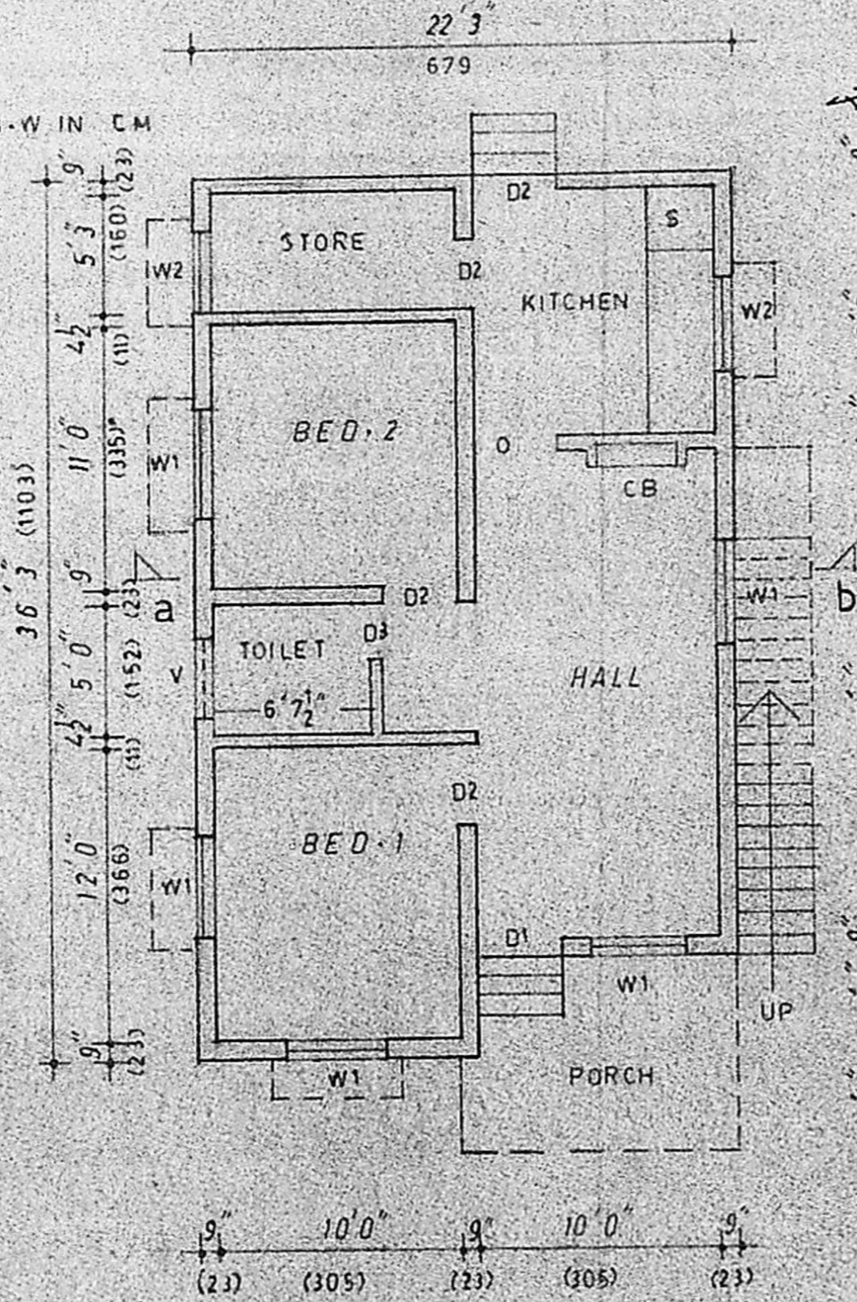 22'3"
679
.W IN CM
9" (23)
5'3" (160)
4½" (11)
11'0" (335)
9" (23)
5'0" (152)
4½" (11)
12'0" (366)
9" (23)
36'3" (1103)
D2
STORE
S
W2
D2
KITCHEN
W2
BED.2
W1
O
CB
a
D2
W1
b
D3
TOILET
V
HALL
6'7½"
D2
BED.1
W1
D1
W1
UP
W1
PORCH
9" 10'0" 9" 10'0" 9"
(23) (305) (23) (305) (23)